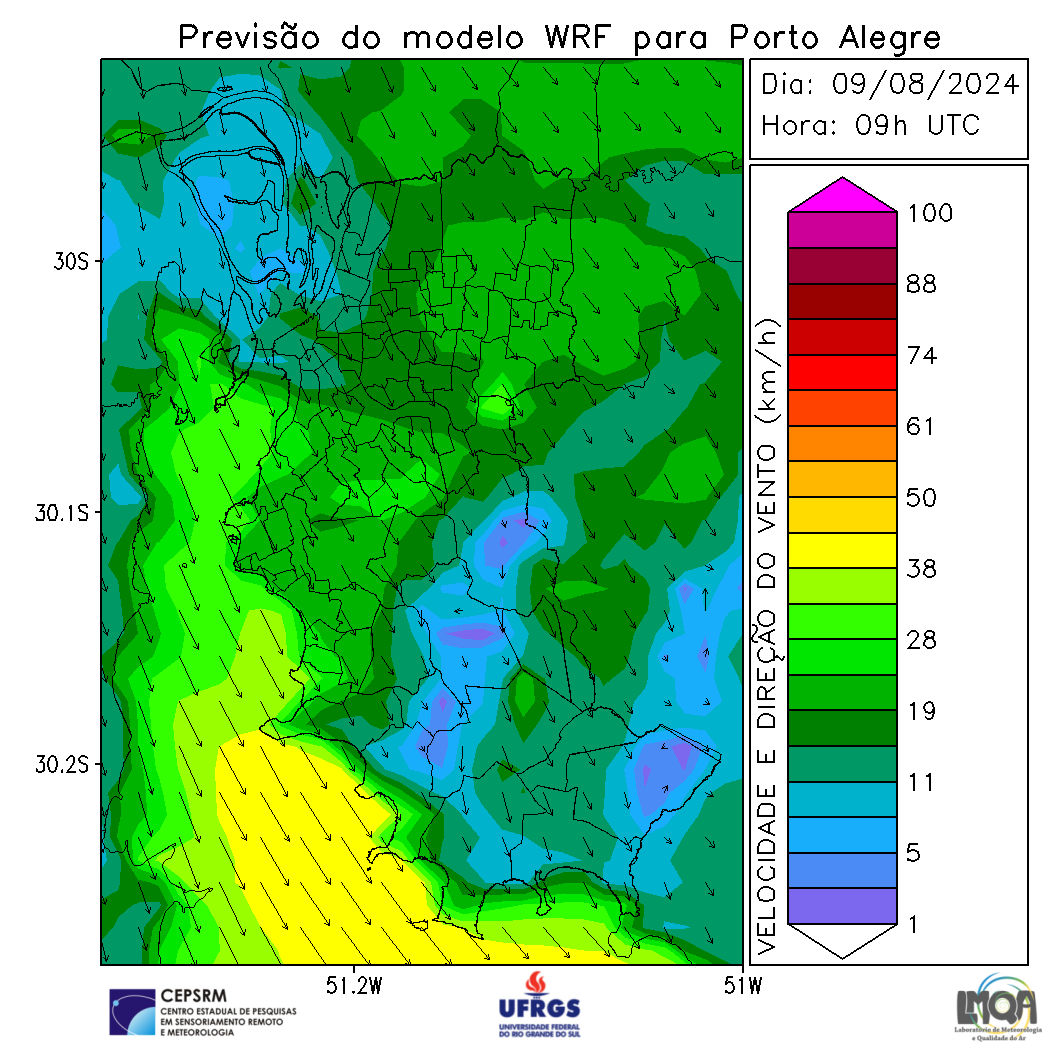 Previsão do modelo WRF para Porto Alegre
Dia: 09/08/2024
Hora: 09h UTC
30S
30.1S
30.2S
51.2W
51W
VELOCIDADE E DIREÇÃO DO VENTO (km/h)
100
88
74
61
50
38
28
19
11
5
1
CEPSRM
CENTRO ESTADUAL DE PESQUISAS
EM SENSORIAMENTO REMOTO
E METEOROLOGIA
UFRGS
UNIVERSIDADE FEDERAL
DO RIO GRANDE DO SUL
LMQA
Laboratório de Meteorologia
e Qualidade do Ar